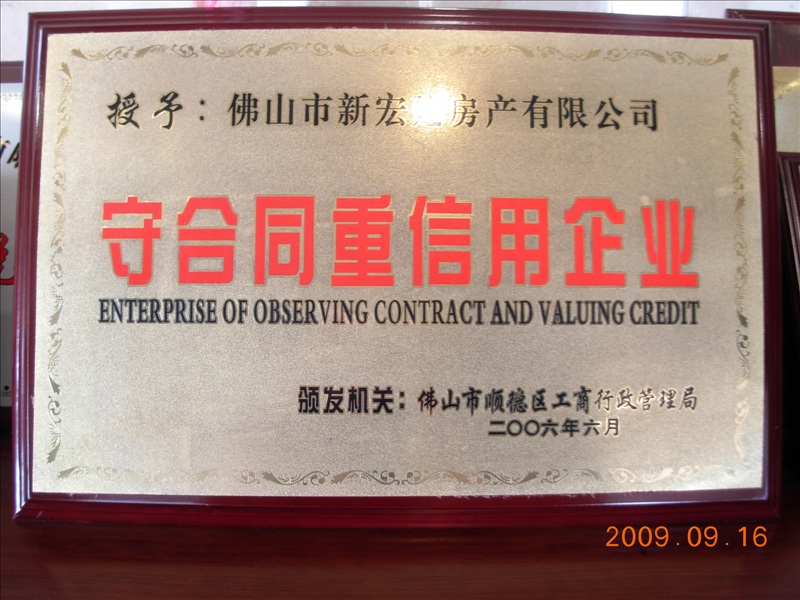 授予：佛山市新宏房产有限公司
守合同重信用企业
ENTERPRISE OF OBSERVING CONTRACT AND VALUING CREDIT
颁发机关：佛山市顺德区工商行政管理局
二〇〇六年六月
2009.09.16